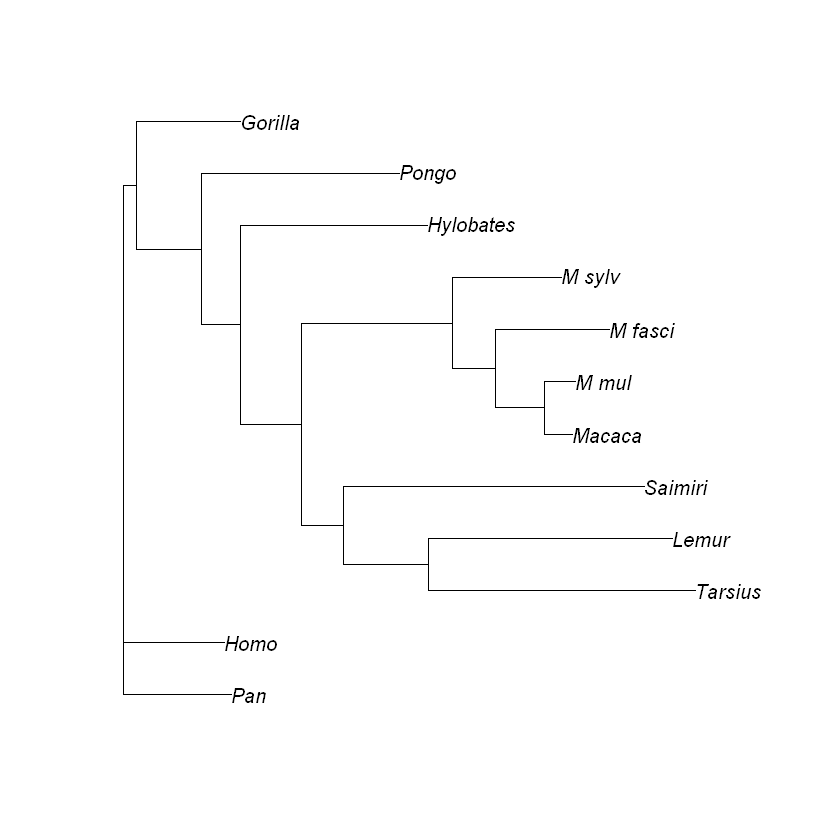 Gorilla
Pongo
Hylobates
M sylv
M fasci
M mul
Macaca
Saimiri
Lemur
Tarsius
Homo
Pan